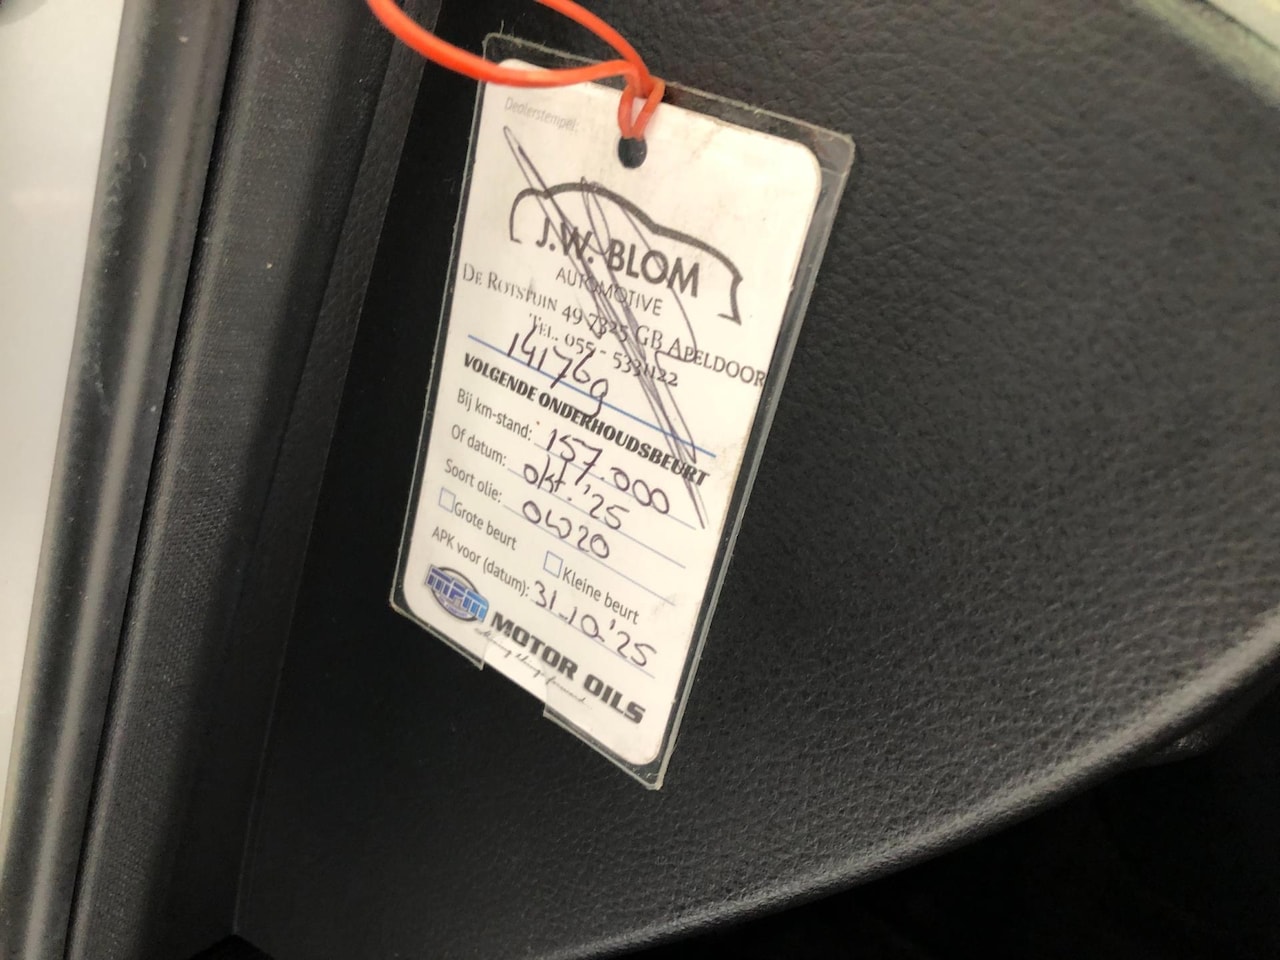 Dealerstempel:
J.W. BLOM
AUTOMOTIVE
DE ROTSTUIN 49 7325 GB APELDOOR
TEL. 055 - 5331122
141769
VOLGENDE ONDERHOUDSBEURT
Bij km-stand: 157.000
Of datum: okt. '25
Soort olie: 0W20
Grote beurt Kleine beurt
APK voor (datum): 31-10-'25
MOTOR OILS